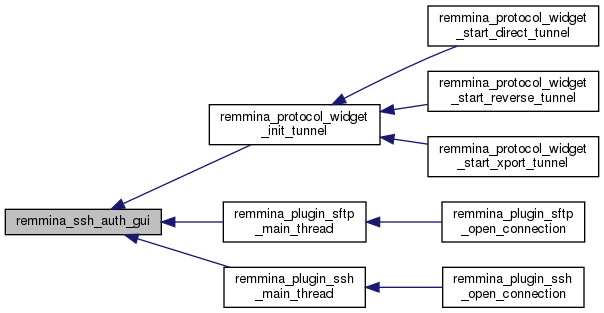 remmina_protocol_widget
_start_direct_tunnel
remmina_protocol_widget
_start_reverse_tunnel
remmina_protocol_widget
_init_tunnel
remmina_protocol_widget
_start_xport_tunnel
remmina_ssh_auth_gui
remmina_plugin_sftp
_main_thread
remmina_plugin_sftp
_open_connection
remmina_plugin_ssh
_main_thread
remmina_plugin_ssh
_open_connection